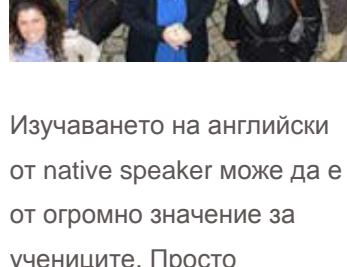 Изучаването на английски
от native speaker може да е
от огромно значение за
учениците. Просто